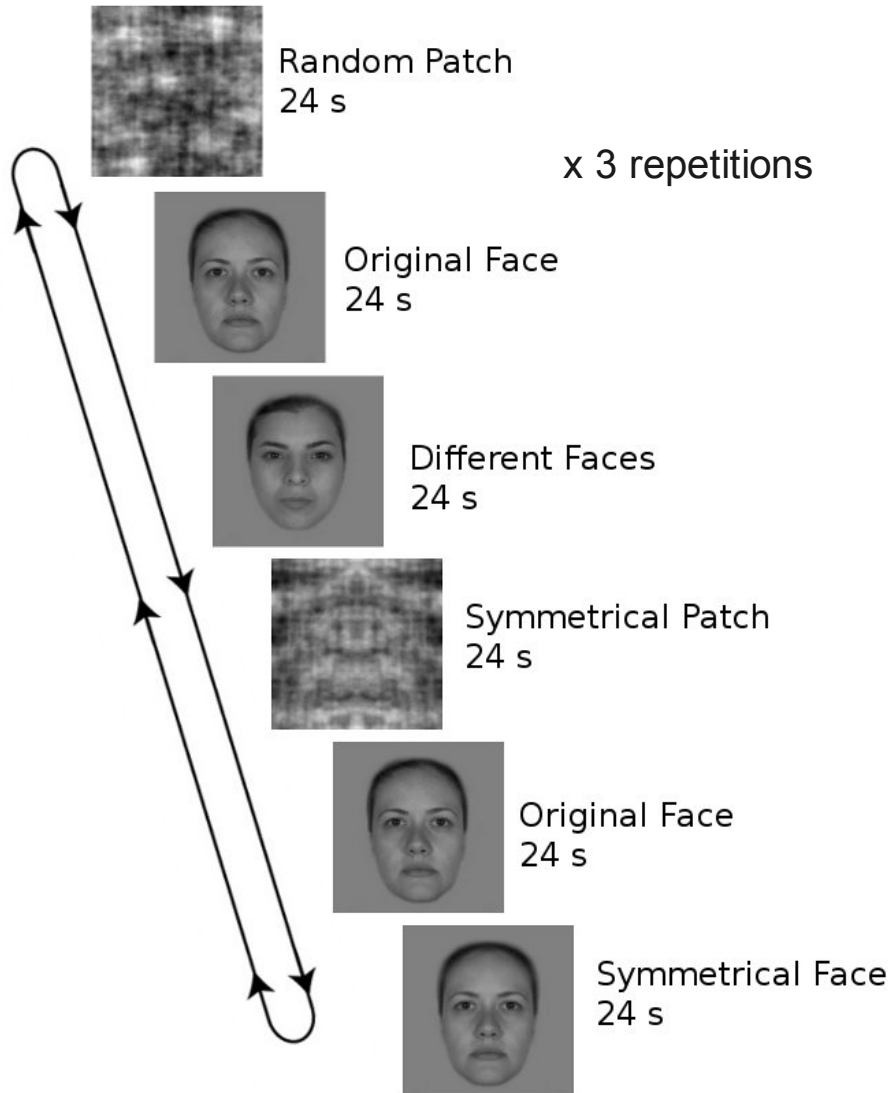 Random Patch
24 s
x 3 repetitions
Original Face
24 s
Different Faces
24 s
Symmetrical Patch
24 s
Original Face
24 s
Symmetrical Face
24 s